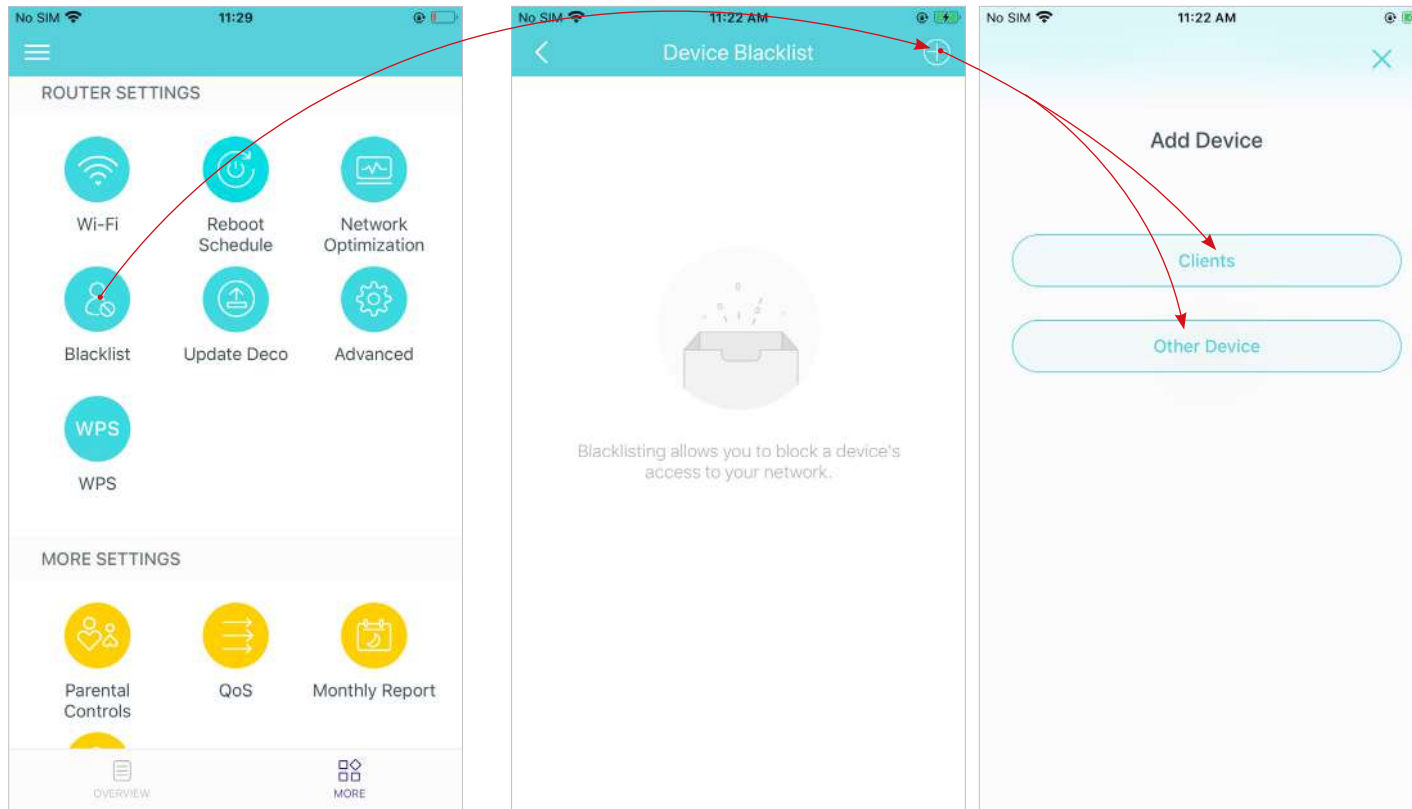 No SIM
11:29
ROUTER SETTINGS
Wi-Fi
Reboot
Schedule
Network
Optimization
Blacklist
Update Deco
Advanced
WPS
WPS
MORE SETTINGS
Parental
Controls
QoS
Monthly Report
OVERVIEW
MORE
No SIM
11:22 AM
Device Blacklist
Blacklisting allows you to block a device's
access to your network.
No SIM
11:22 AM
Add Device
Clients
Other Device